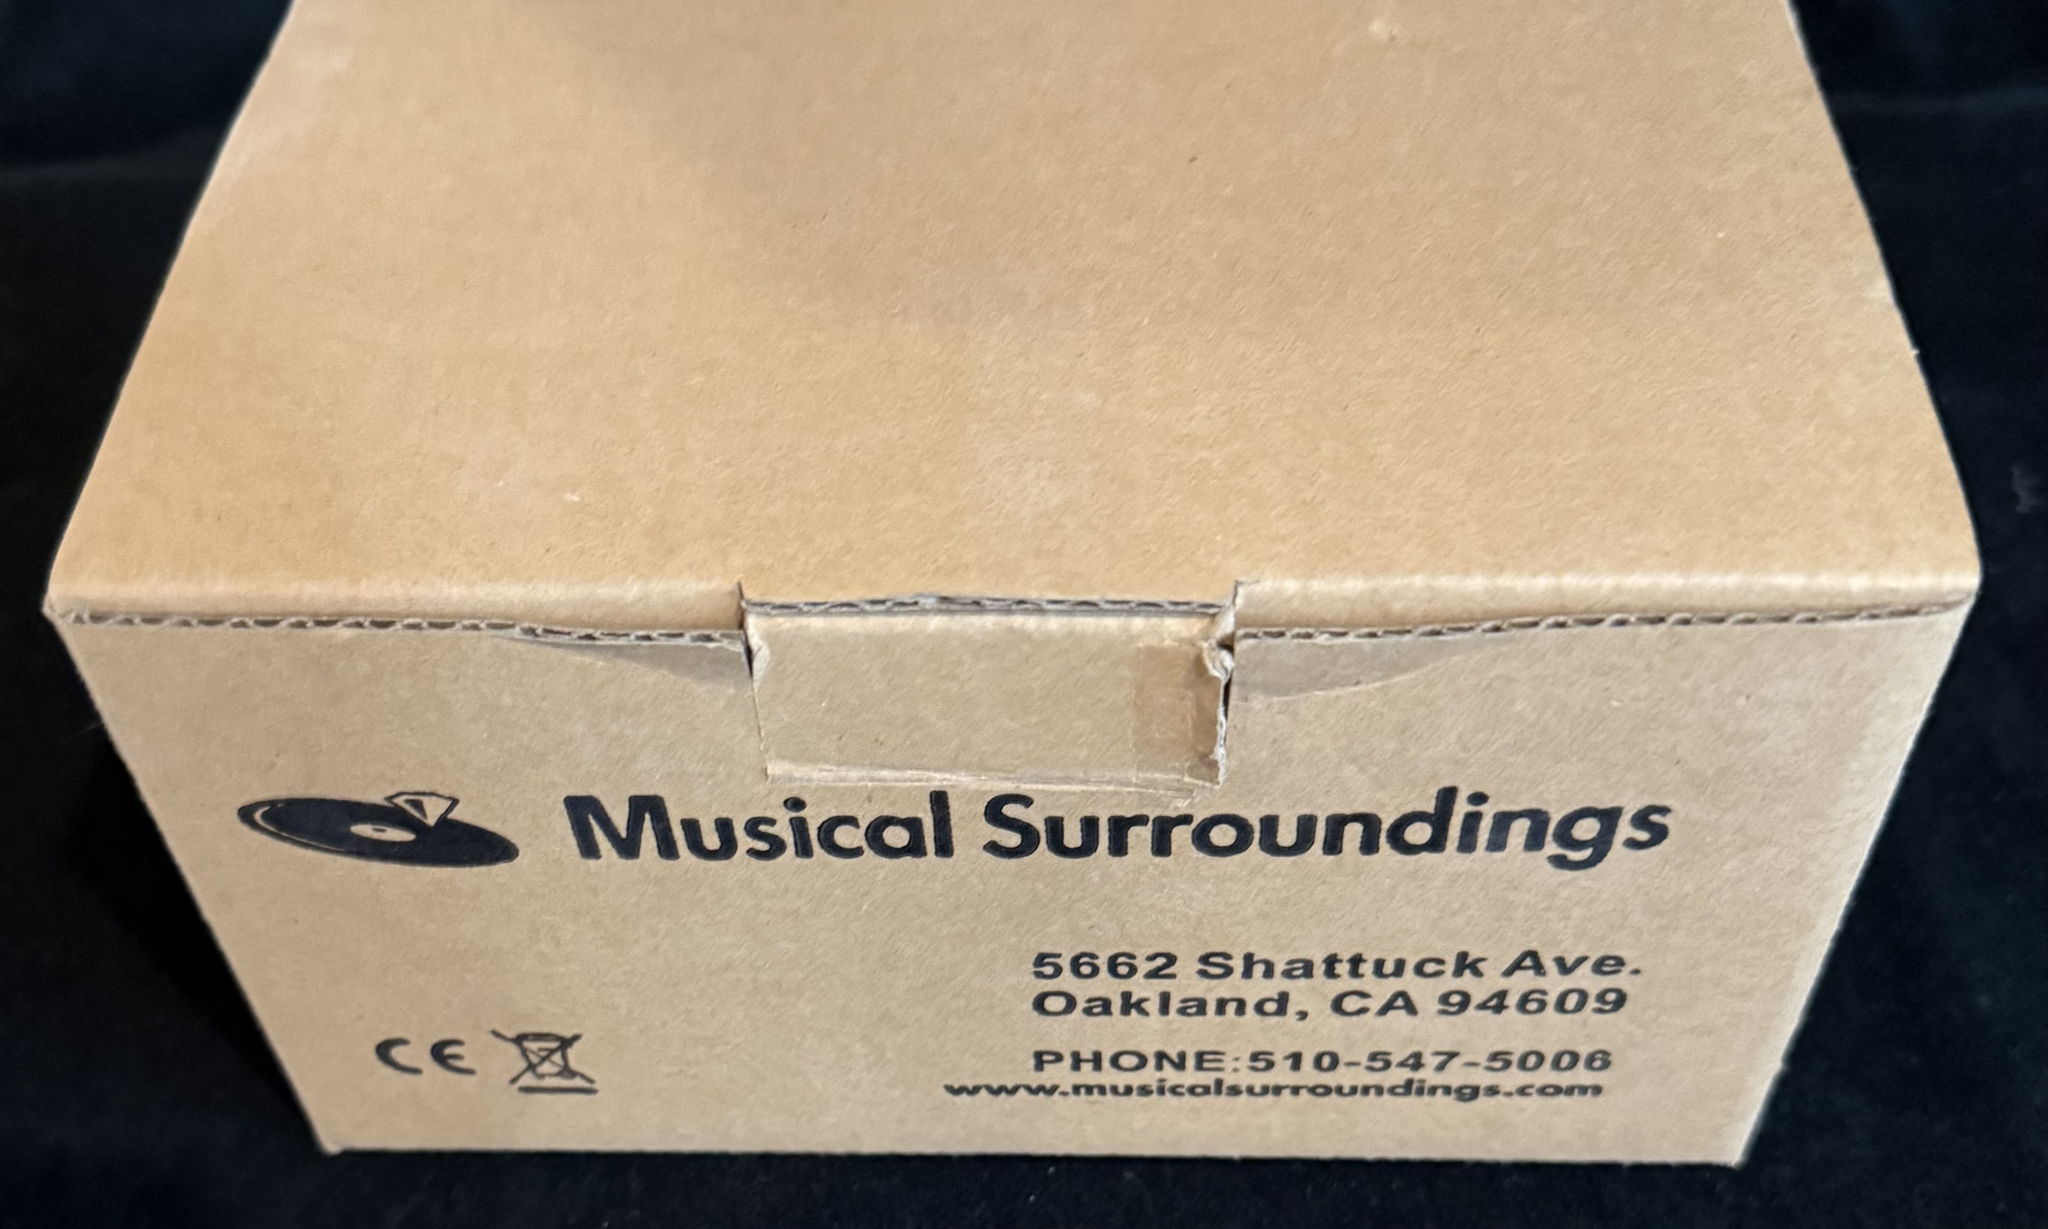 Musical Surroundings
5662 Shattuck Ave.
Oakland, CA 94609
CE
PHONE:510-547-5006
www.musicalsurroundings.com